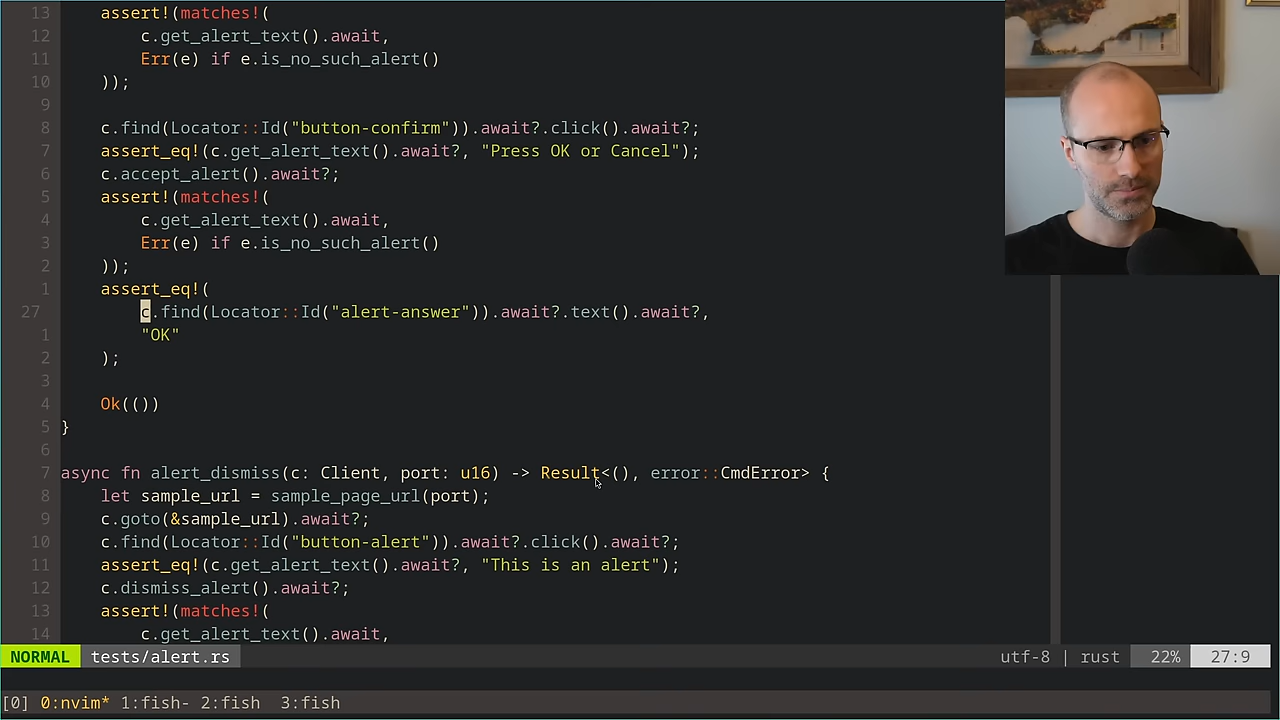 13     assert!(matches!(
12         c.get_alert_text().await,
11         Err(e) if e.is_no_such_alert()
10     ));
9
8     c.find(Locator::Id("button-confirm")).await?.click().await?;
7     assert_eq!(c.get_alert_text().await?, "Press OK or Cancel");
6     c.accept_alert().await?;
5     assert!(matches!(
4         c.get_alert_text().await,
3         Err(e) if e.is_no_such_alert()
2     ));
1     assert_eq!(
27         c.find(Locator::Id("alert-answer")).await?.text().await?,
1         "OK"
2     );
3
4     Ok(())
5 }
6
7 async fn alert_dismiss(c: Client, port: u16) -> Result<(), error::CmdError> {
8     let sample_url = sample_page_url(port);
9     c.goto(&sample_url).await?;
10     c.find(Locator::Id("button-alert")).await?.click().await?;
11     assert_eq!(c.get_alert_text().await?, "This is an alert");
12     c.dismiss_alert().await?;
13     assert!(matches!(
14         c.get_alert_text().await,
NORMAL tests/alert.rs utf-8 | rust 22% 27:9
[0] 0:nvim* 1:fish- 2:fish 3:fish